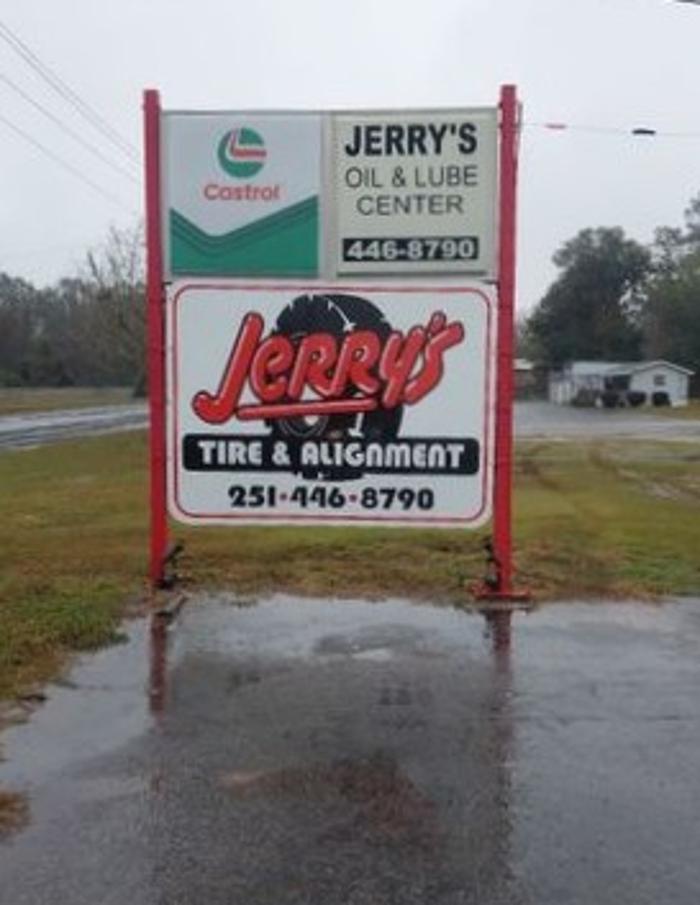 Castrol
JERRY'S
OIL & LUBE
CENTER
446-8790
JERRY'S
TIRE & ALIGNMENT
251•446•8790